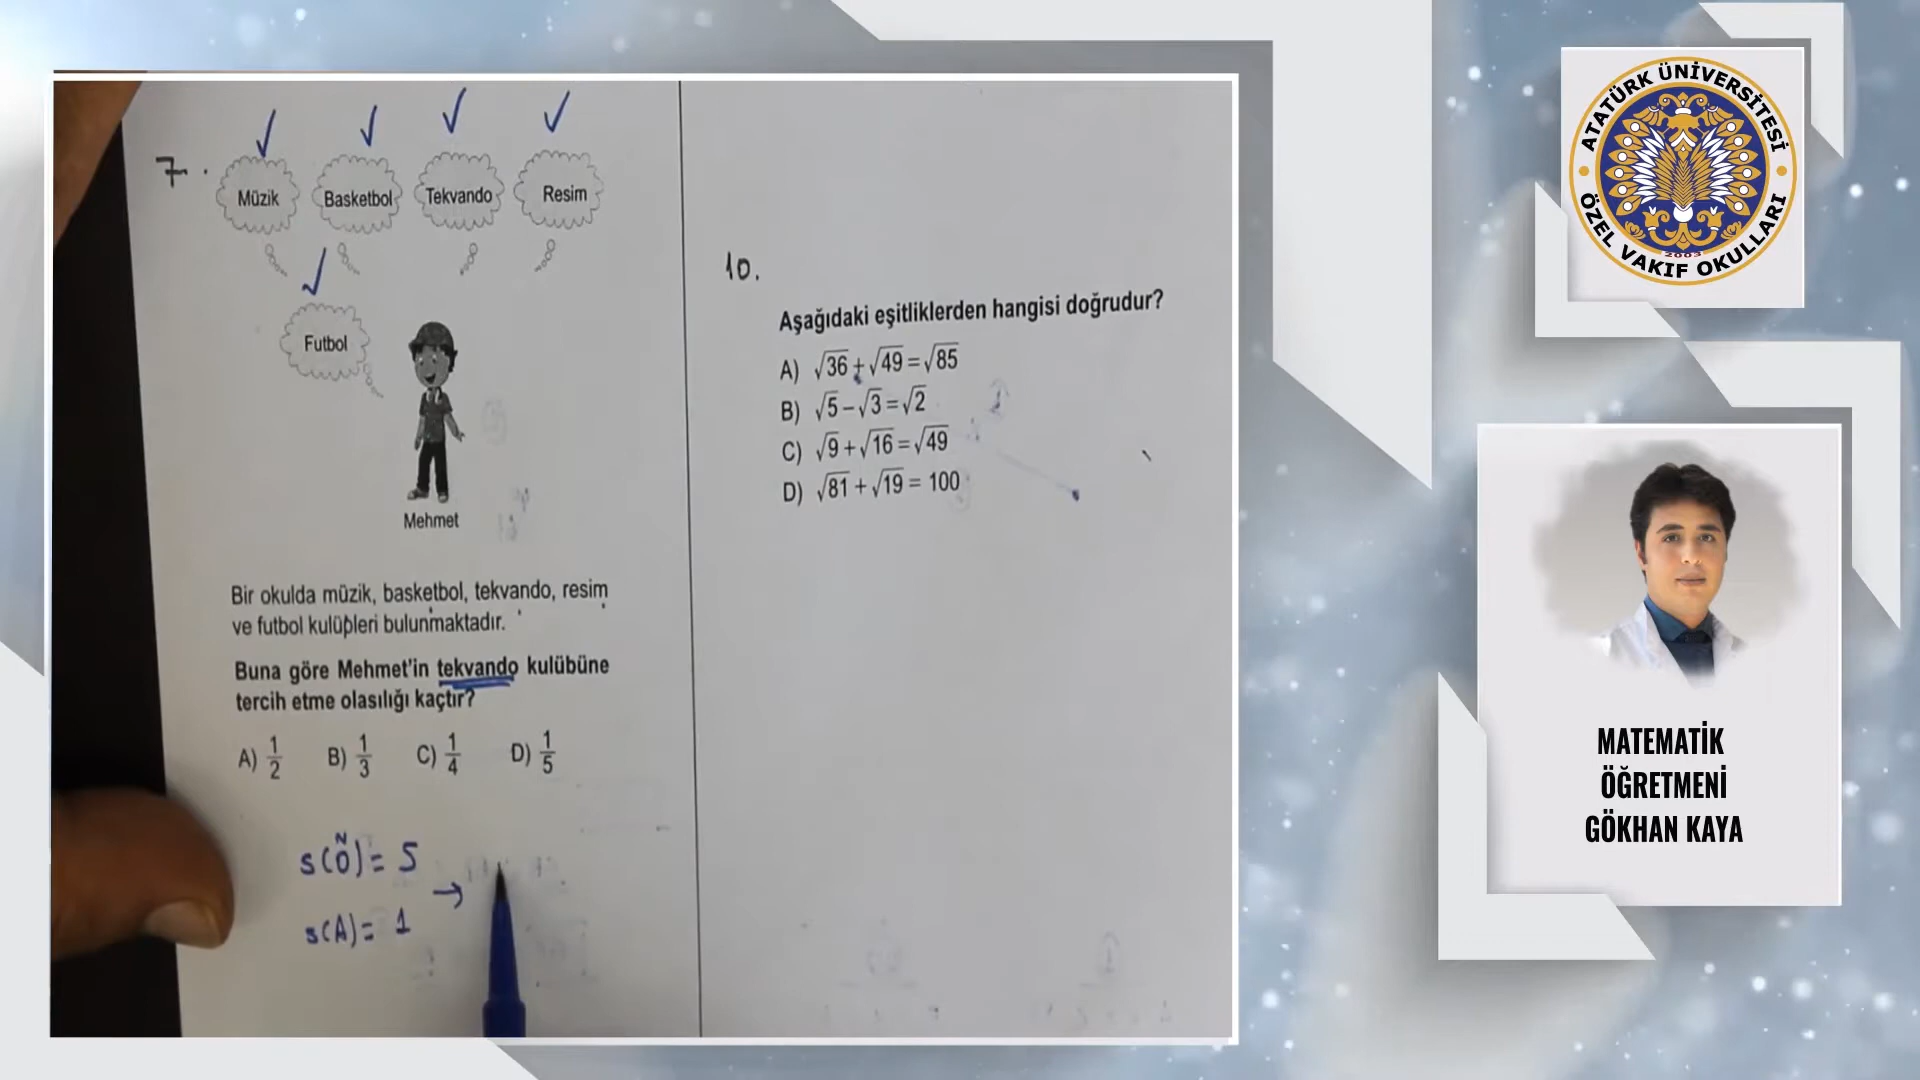 7.
Müzik
Basketbol
Tekvando
Resim
Futbol
Mehmet
Bir okulda müzik, basketbol, tekvando, resim
ve futbol kulüpleri bulunmaktadır.
Buna göre Mehmet'in tekvando kulübüne
tercih etme olasılığı kaçtır?
A) 1/2 B) 1/3 C) 1/4 D) 1/5
s(Ö) = 5
s(A) = 1 →
10.
Aşağıdaki eşitliklerden hangisi doğrudur?
A) √36 + √49 = √85
B) √5 − √3 = √2
C) √9 + √16 = √49
D) √81 + √19 = 100
ATATÜRK ÜNİVERSİTESİ
ÖZEL VAKIF OKULLARI
2003
MATEMATİK
ÖĞRETMENİ
GÖKHAN KAYA